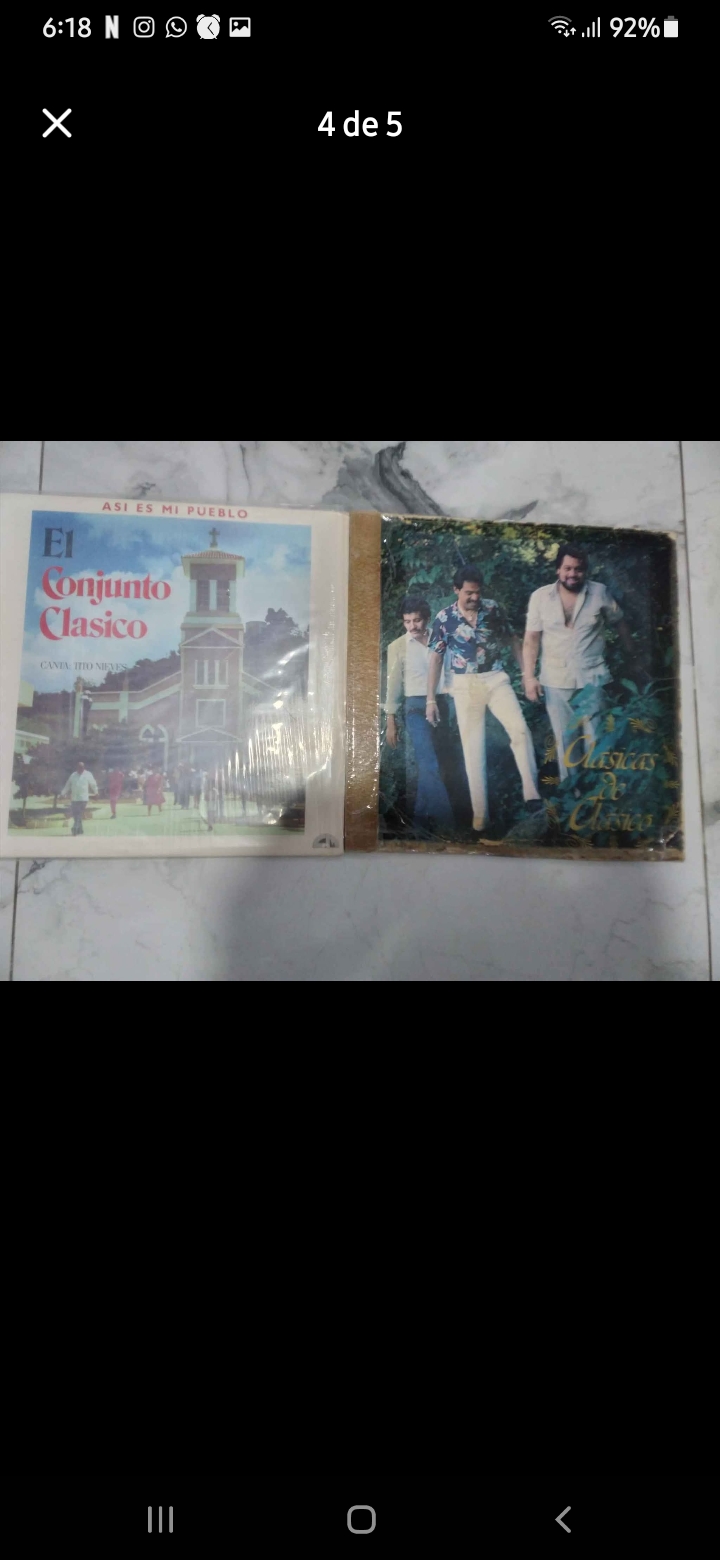 6:18
92%
4 de 5
ASI ES MI PUEBLO
El
Conjunto
Clasico
CANTA: TITO NIEVES
Clasicas
De
Clasico